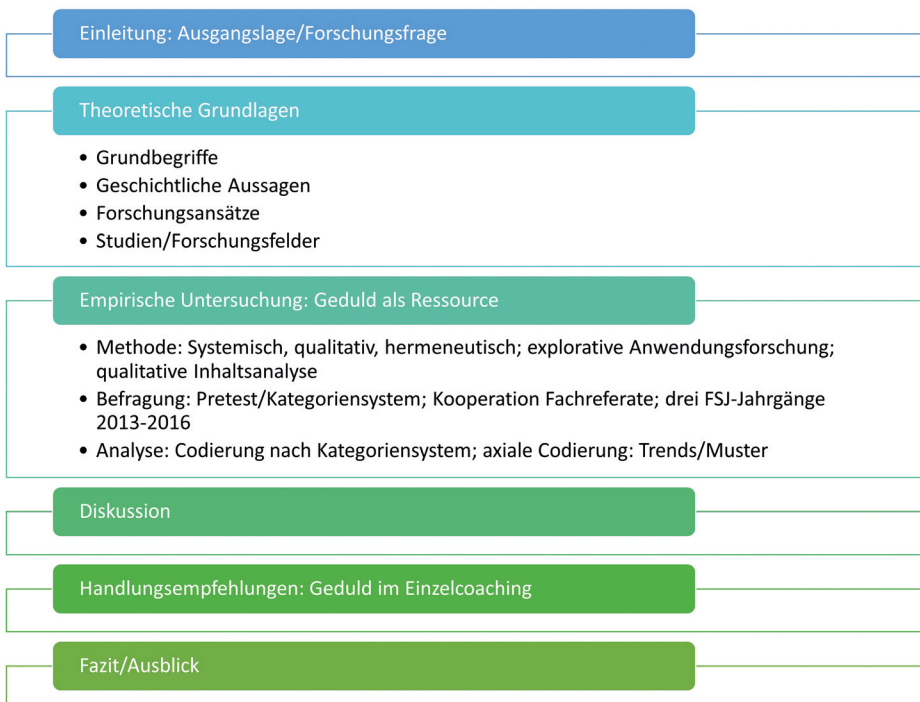 Einleitung: Ausgangslage/Forschungsfrage
Theoretische Grundlagen
• Grundbegriffe
• Geschichtliche Aussagen
• Forschungsansätze
• Studien/Forschungsfelder
Empirische Untersuchung: Geduld als Ressource
• Methode: Systemisch, qualitativ, hermeneutisch; explorative Anwendungsforschung;
qualitative Inhaltsanalyse
• Befragung: Pretest/Kategoriensystem; Kooperation Fachreferate; drei FSJ-Jahrgänge
2013-2016
• Analyse: Codierung nach Kategoriensystem; axiale Codierung: Trends/Muster
Diskussion
Handlungsempfehlungen: Geduld im Einzelcoaching
Fazit/Ausblick